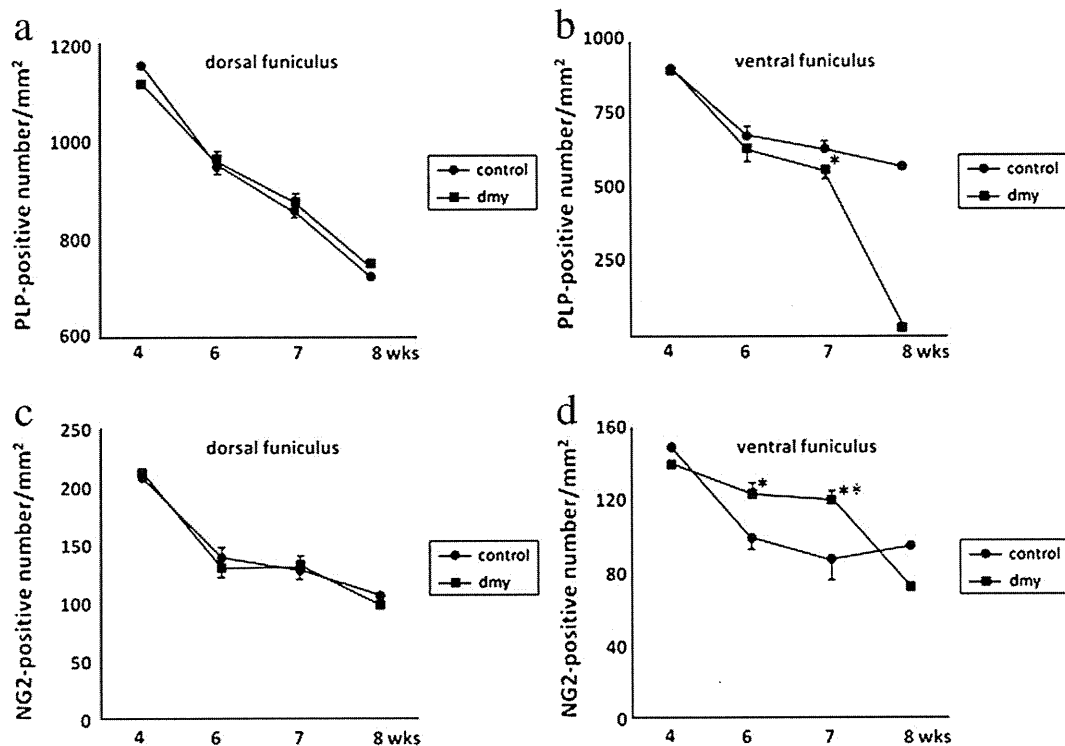 a
dorsal funiculus
PLP-positive number/mm²
1200
1000
800
600
4 6 7 8 wks
control
dmy
b
ventral funiculus
PLP-positive number/mm²
1000
750
500
250
*
4 6 7 8 wks
control
dmy
c
dorsal funiculus
NG2-positive number/mm²
250
200
150
100
50
0
4 6 7 8 wks
control
dmy
d
ventral funiculus
NG2-positive number/mm²
160
120
80
40
0
*
**
4 6 7 8 wks
control
dmy